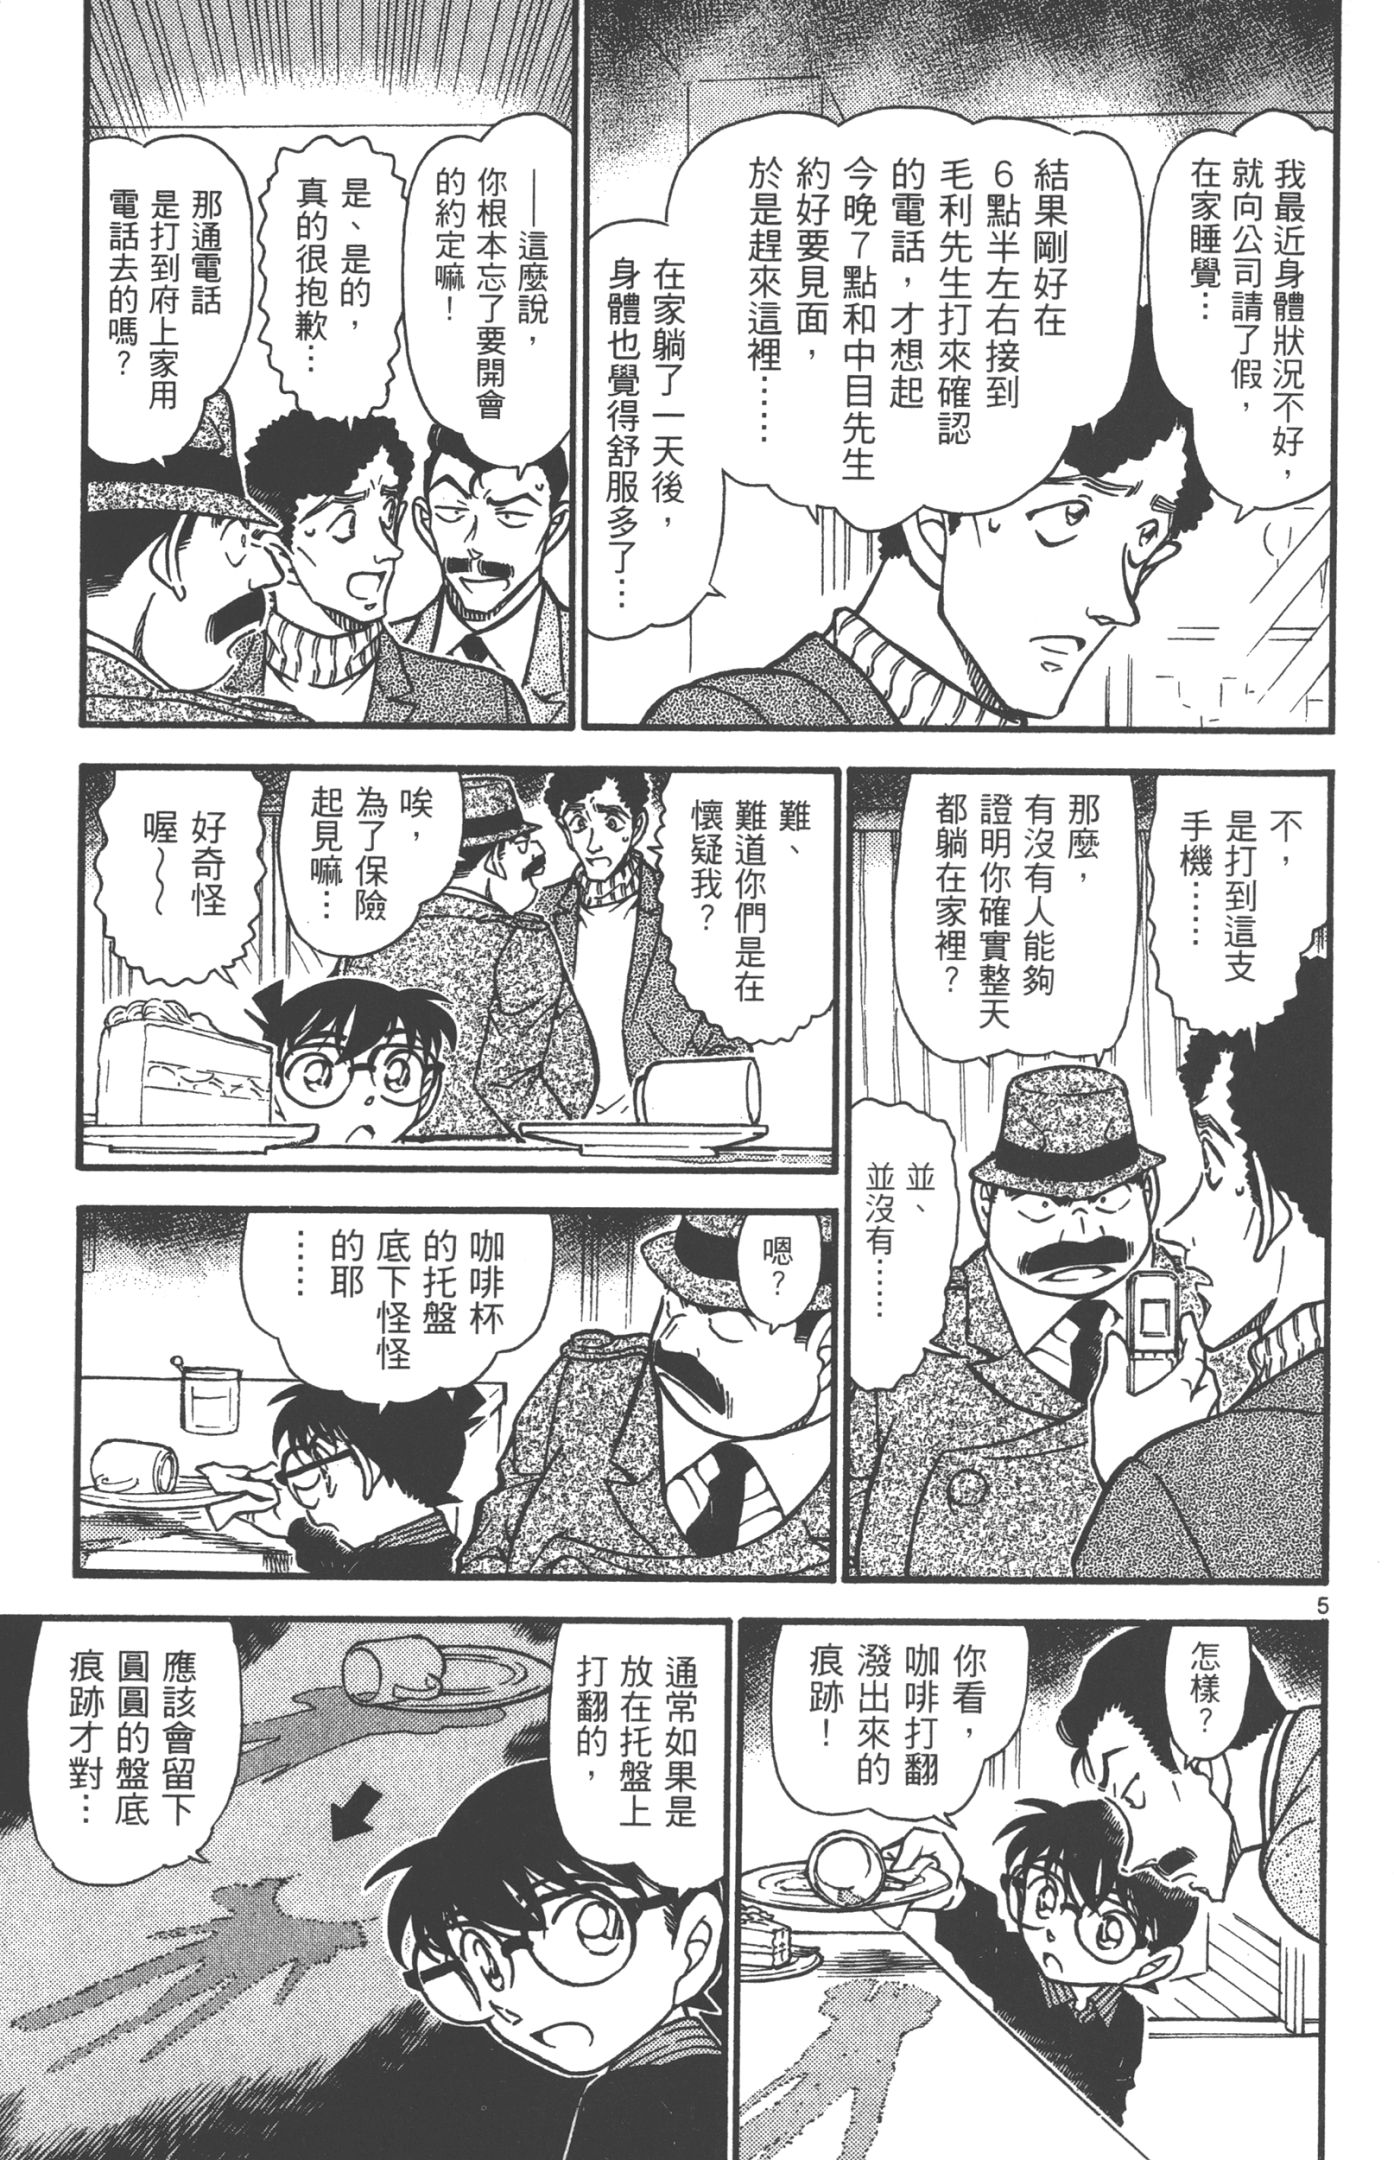 我最近身體狀況不好，
就向公司請了假，
在家睡覺…
結果剛好在
6點半左右接到
毛利先生打來確認
的電話，才想起
今晚7點和中目先生
約好要見面，
於是趕來這裡……
在家躺了一天後，
身體也覺得舒服多了…
——這麼說，
你根本忘了要開會
的約定嘛！
是、是的，
真的很抱歉…
那通電話
是打到府上家用
電話去的嗎？
不，
是打到這支
手機……
那麼，
有沒有人能夠
證明你確實整天
都躺在家裡？
並、
並沒有……
難、
難道你們是在
懷疑我？
唉，
為了保險
起見嘛…
好奇怪
喔～～
嗯？
咖啡杯
的托盤
底下怪怪
的耶
……
5
怎樣？
你看，
咖啡打翻
潑出來的
痕跡！
通常如果是
放在托盤上
打翻的，
應該會留下
圓圓的盤底
痕跡才對…